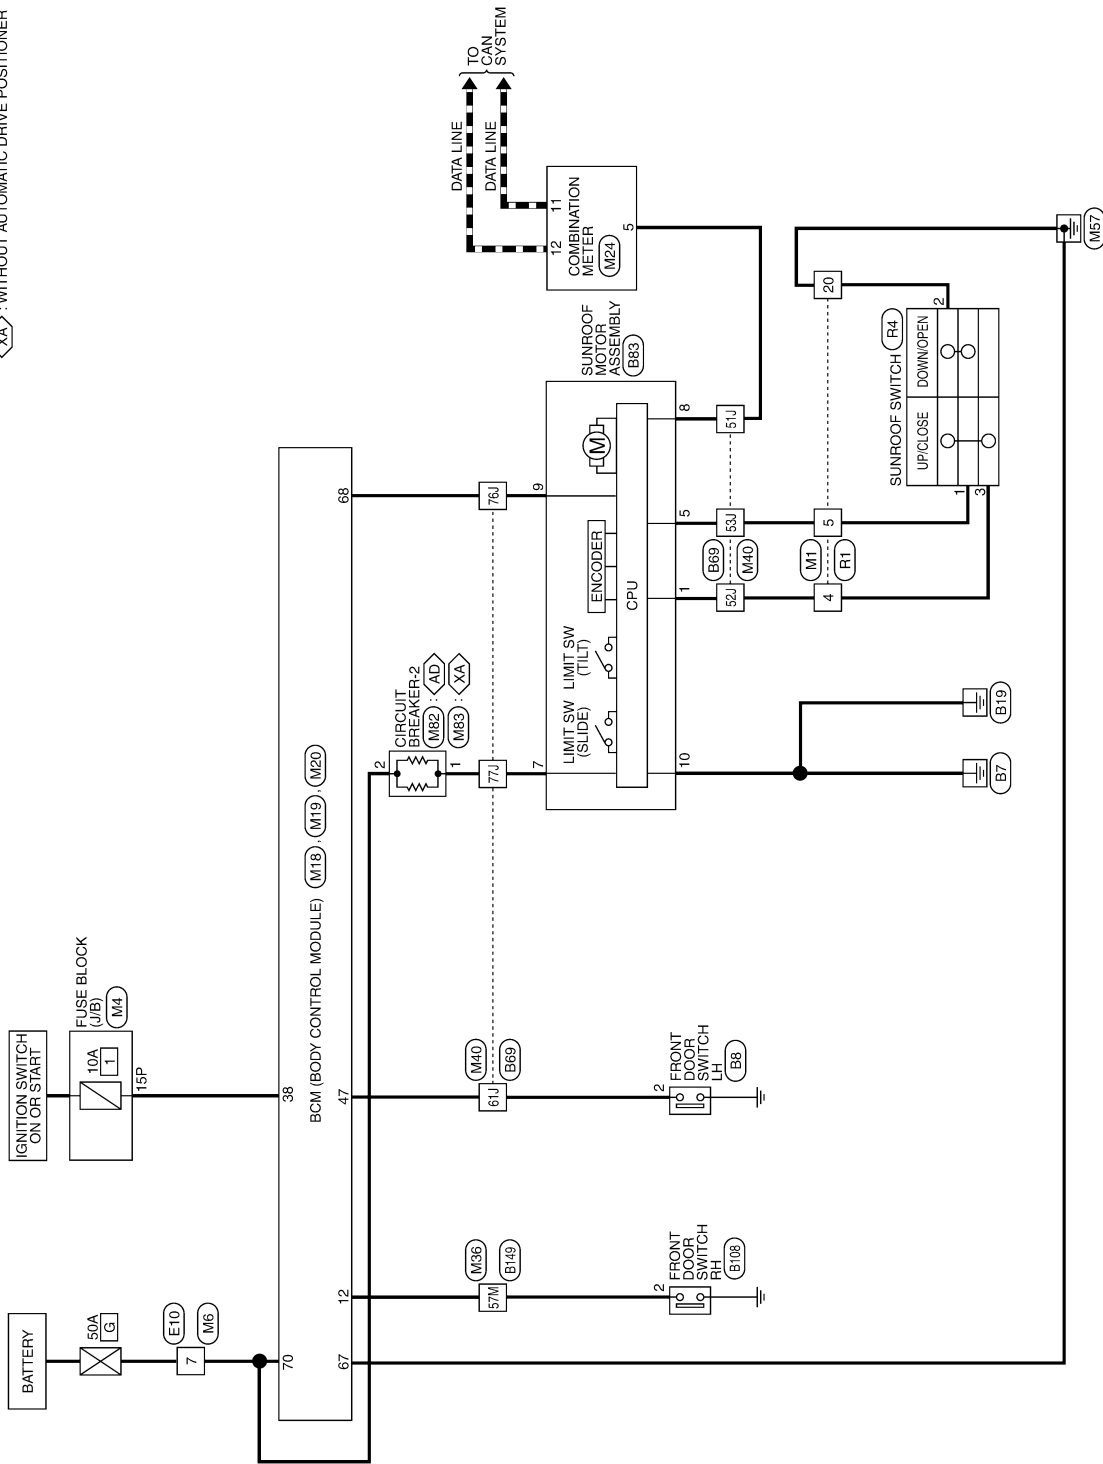 XA : WITHOUT AUTOMATIC DRIVE POSITIONER
BATTERY
50A
G
7
E10
M6
IGNITION SWITCH
ON OR START
FUSE BLOCK
(J/B)
M4
10A
1
15P
70
38
BCM (BODY CONTROL MODULE)
M18 , M19 , M20
67
12
47
68
CIRCUIT
BREAKER-2
M82 : AD
M83 : XA
2
1
57M
M36
B149
61J
M40
B69
77J
76J
2
FRONT
DOOR
SWITCH
RH
B108
2
FRONT
DOOR
SWITCH
LH
B8
7
9
SUNROOF
MOTOR
ASSEMBLY
B83
LIMIT SW
(SLIDE)
LIMIT SW
(TILT)
ENCODER
M
CPU
10
1
5
8
B7
B19
52J
53J
51J
B69
M40
4
5
20
M1
R1
DATA LINE
DATA LINE
TO
CAN
SYSTEM
12
11
COMBINATION
METER
M24
5
SUNROOF SWITCH
R4
UP/CLOSE
DOWN/OPEN
1
3
2
M57